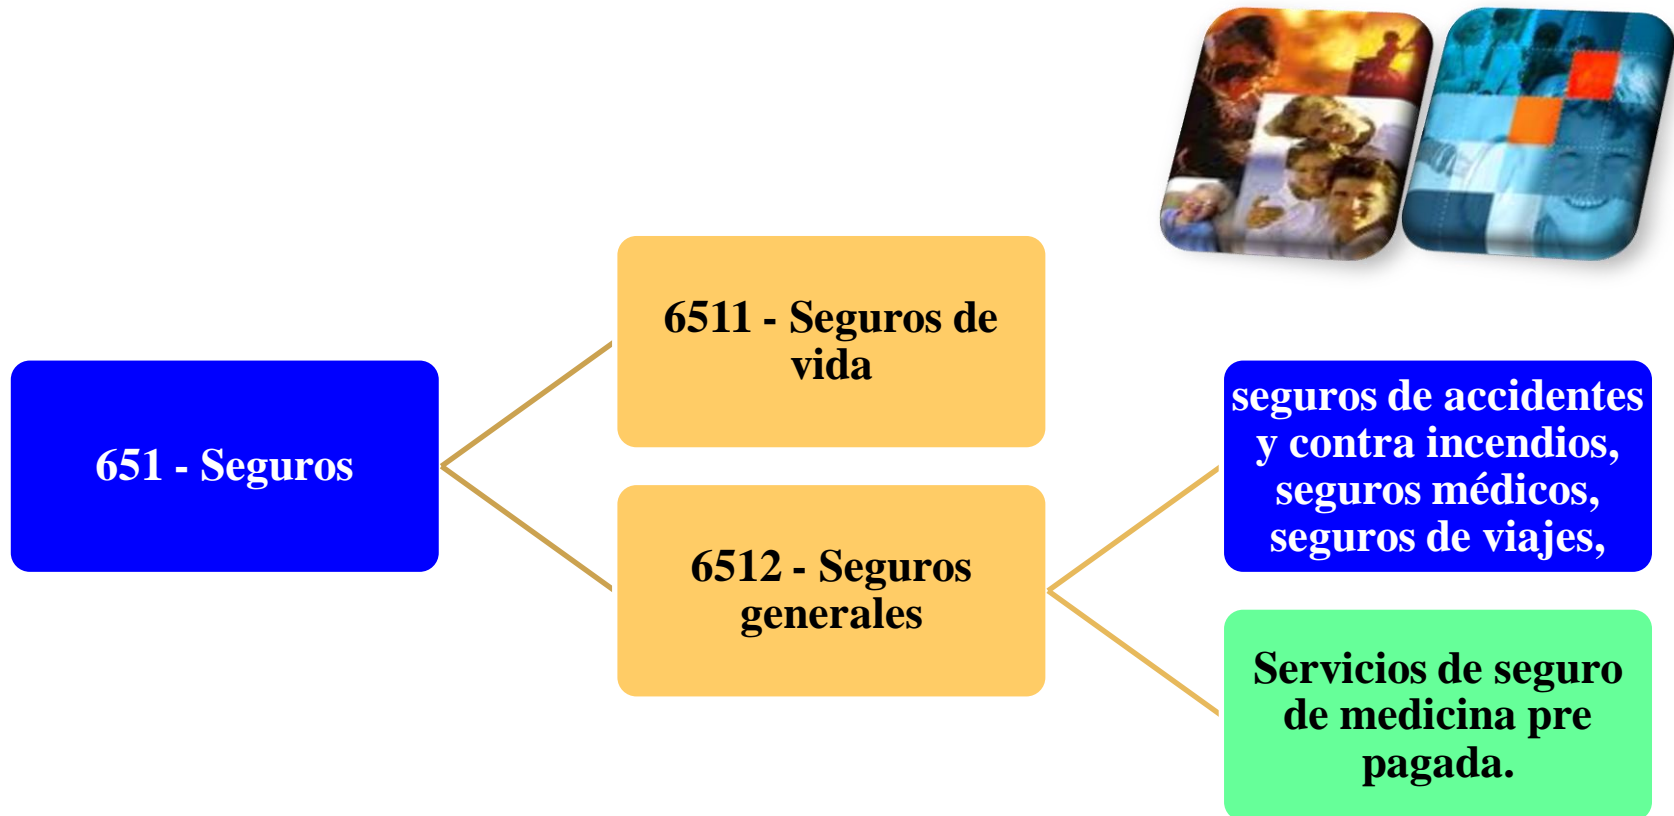 6511 - Seguros de
vida
651 - Seguros
6512 - Seguros
generales
seguros de accidentes
y contra incendios,
seguros médicos,
seguros de viajes,
Servicios de seguro
de medicina pre
pagada.